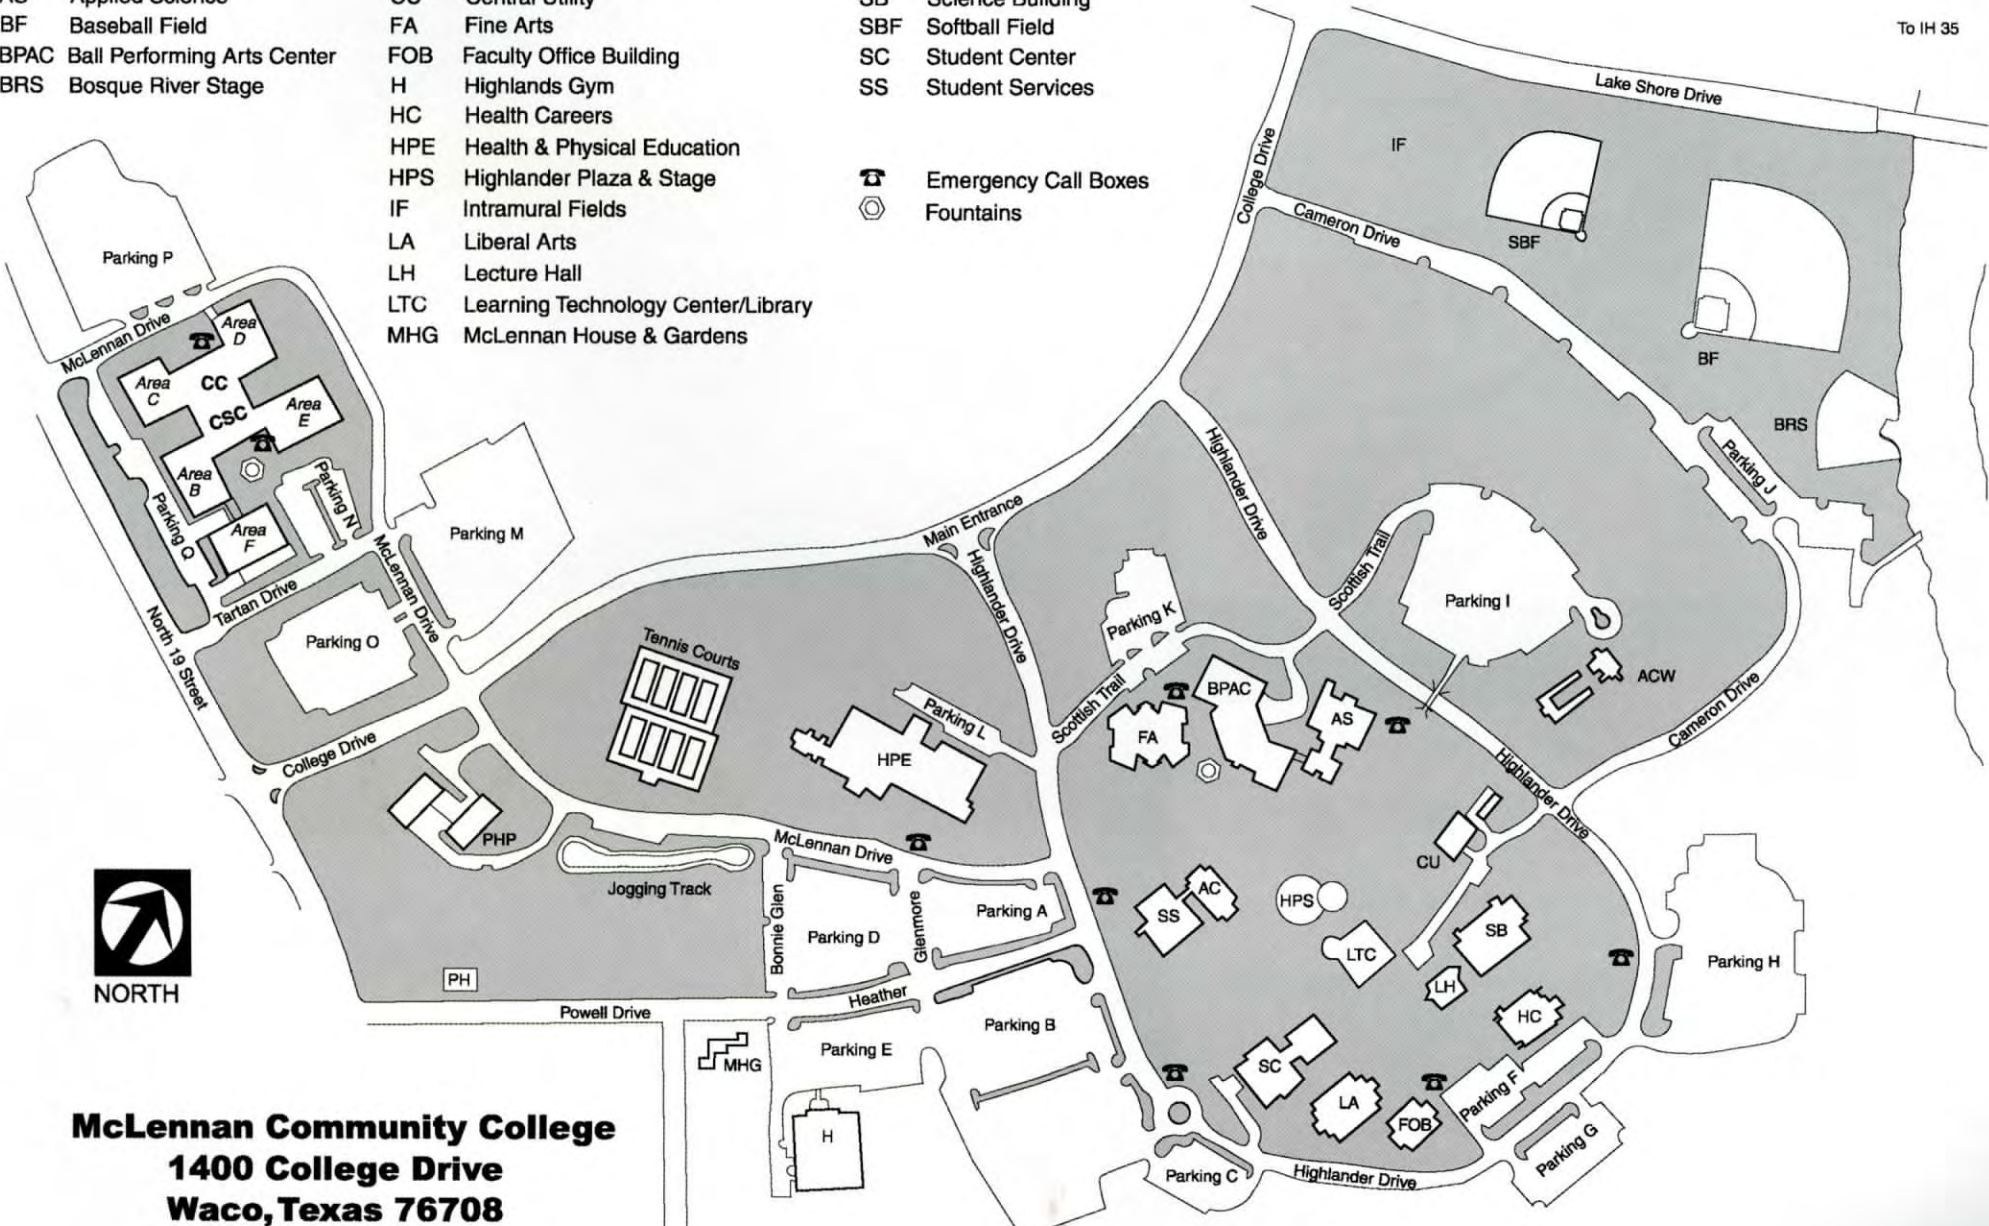 BF Baseball Field
BPAC Ball Performing Arts Center
BRS Bosque River Stage
FA Fine Arts
FOB Faculty Office Building
H Highlands Gym
HC Health Careers
HPE Health & Physical Education
HPS Highlander Plaza & Stage
IF Intramural Fields
LA Liberal Arts
LH Lecture Hall
LTC Learning Technology Center/Library
MHG McLennan House & Gardens
SB Science Building
SBF Softball Field
SC Student Center
SS Student Services
Emergency Call Boxes
Fountains
To IH 35
Lake Shore Drive
College Drive
IF
Cameron Drive
SBF
BF
BRS
Parking J
Parking P
McLennan Drive
Area
D
Area
C
CC
CSC
Area
E
Area
B
Parking N
Parking Q
Area
F
Parking M
McLennan Drive
Tartan Drive
North 19 Street
Parking O
College Drive
Main Entrance
Highlander Drive
Highlander Drive
Scottish Trail
Parking I
Parking K
Tennis Courts
Parking L
Scottish Trail
BPAC
AS
FA
HPE
ACW
Cameron Drive
Highlander Drive
PHP
McLennan Drive
Jogging Track
CU
Bonnie Glen
Glenmore
Parking A
Parking D
SS
AC
HPS
LTC
SB
LH
HC
Parking H
PH
Heather
Powell Drive
Parking B
MHG
Parking E
H
SC
LA
FOB
Parking F
Parking G
Parking C
Highlander Drive
NORTH
McLennan Community College
1400 College Drive
Waco, Texas 76708